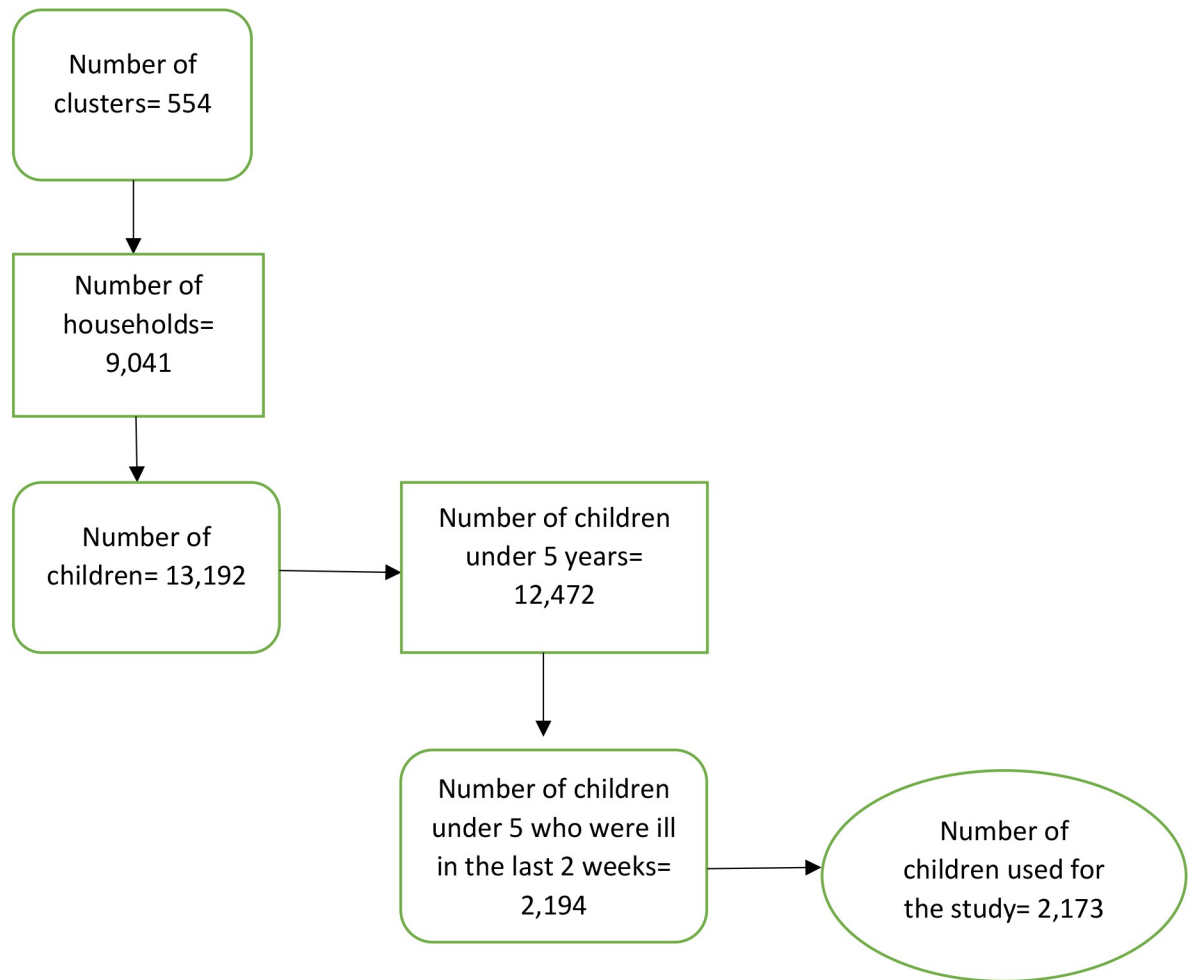 Number of
clusters= 554
Number of
households=
9,041
Number of
children= 13,192
Number of children
under 5 years=
12,472
Number of children
under 5 who were ill
in the last 2 weeks=
2,194
Number of
children used for
the study= 2,173